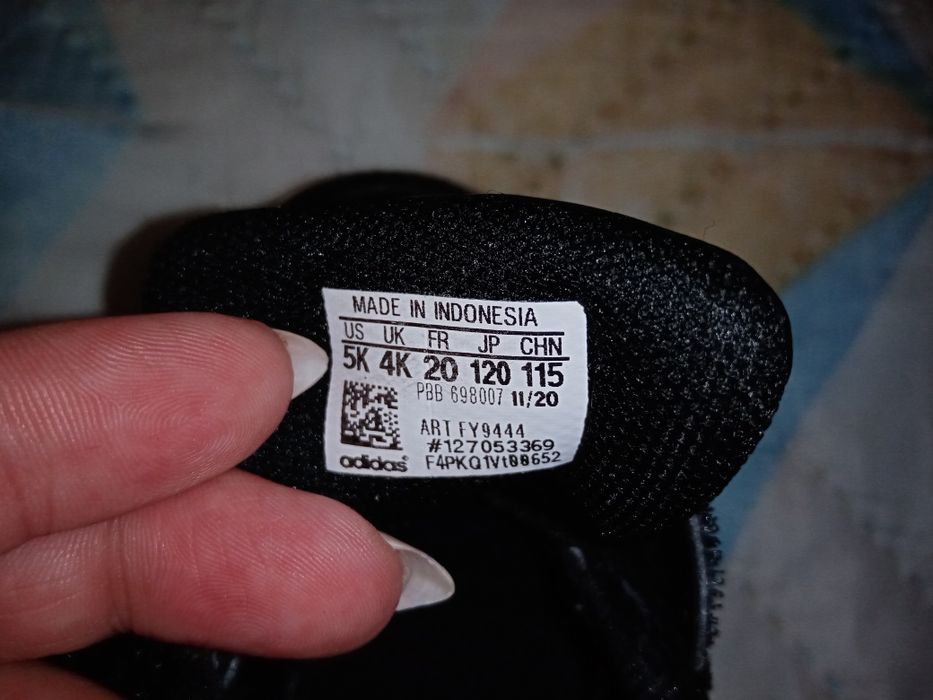 MADE IN INDONESIA
US UK FR JP CHN
5K 4K 20 120 115
PBB 698007 11/20
ART FY9444
#127053369
adidas F4PKQ1Vt00652